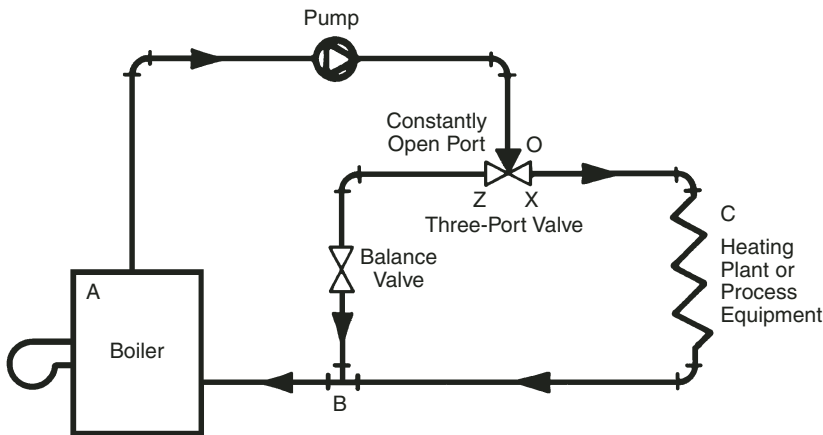 Pump
Constantly
Open Port
O
Z
X
Three-Port Valve
C
Heating
Plant or
Process
Equipment
Balance
Valve
A
Boiler
B